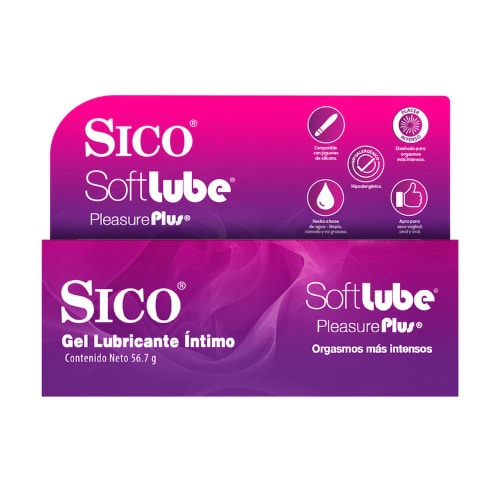 SICO®
SoftLube®
PleasurePlus®
Compatible
con juguetes
de silicona.
PLACER
INTENSO
Diseñado para
orgasmos
más intensos.
HIPOALERGÉNICO
Hipoalergénico.
Hecho a base
de agua - limpio,
cómodo y no grasoso.
Apto para
sexo vaginal,
anal y oral.
SICO®
Gel Lubricante Íntimo
Contenido Neto 56.7 g
SoftLube®
PleasurePlus®
Orgasmos más intensos